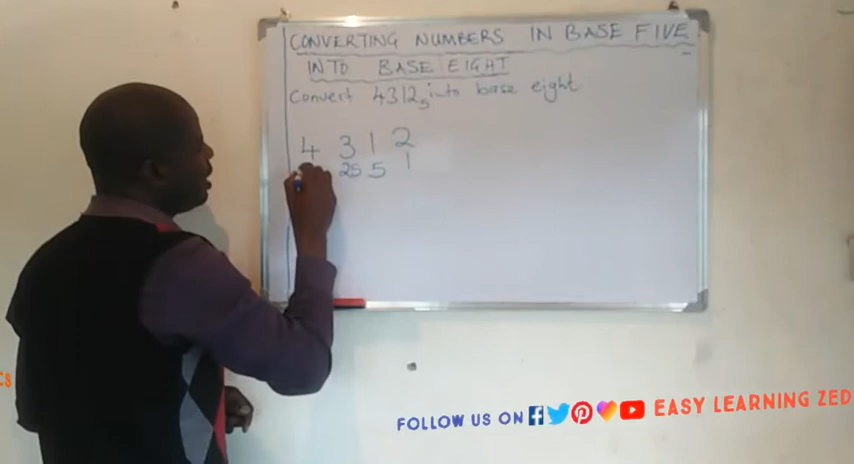 CONVERTING NUMBERS IN BASE FIVE
INTO BASE EIGHT
Convert 4312₅ into base eight
4 3 1 2
25 5 1
CS
FOLLOW US ON EASY LEARNING ZED